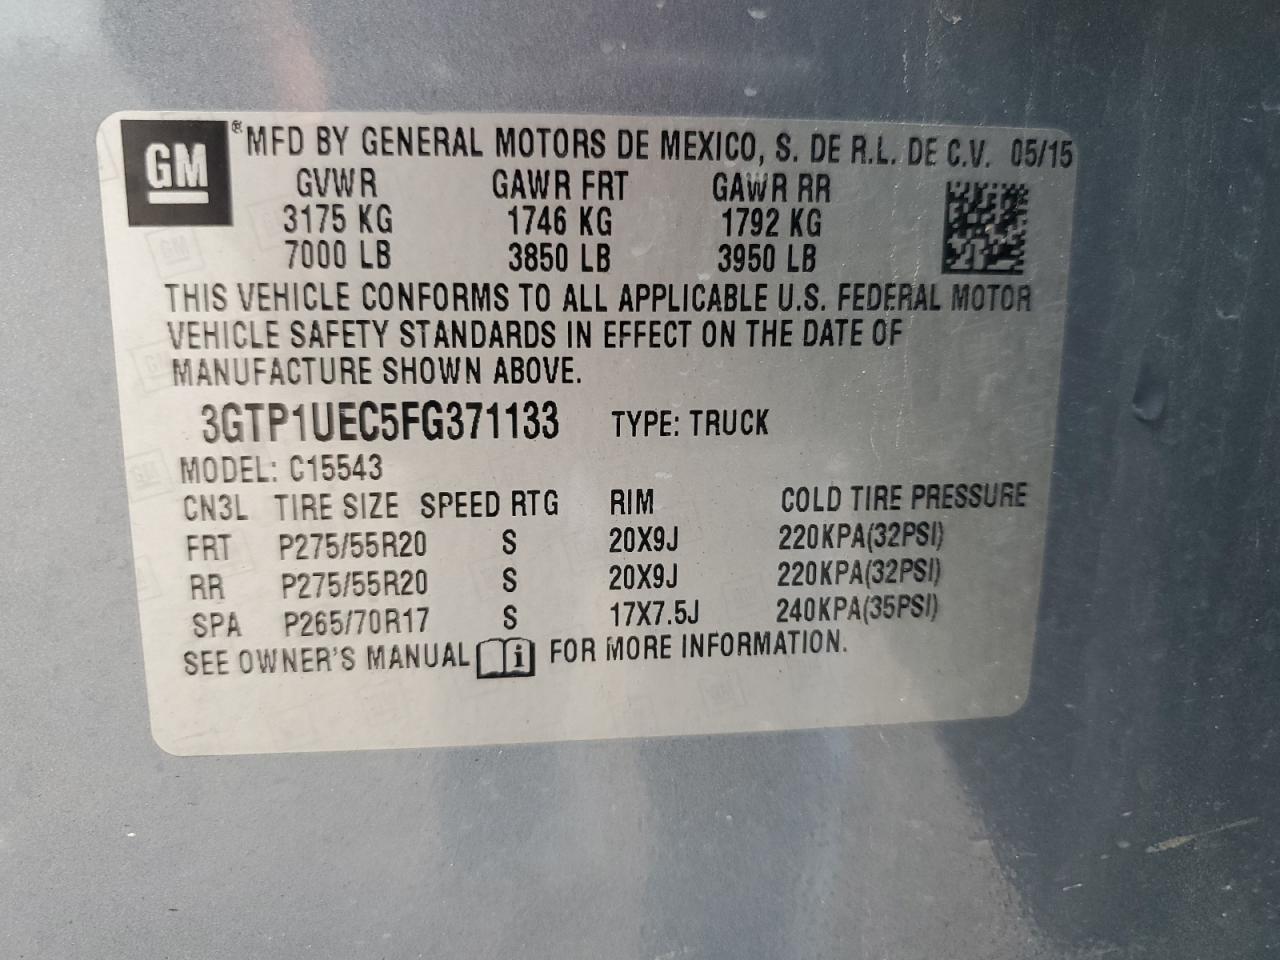 GM
® MFD BY GENERAL MOTORS DE MEXICO, S. DE R.L. DE C.V. 05/15
GVWR GAWR FRT GAWR RR
3175 KG 1746 KG 1792 KG
7000 LB 3850 LB 3950 LB
THIS VEHICLE CONFORMS TO ALL APPLICABLE U.S. FEDERAL MOTOR
VEHICLE SAFETY STANDARDS IN EFFECT ON THE DATE OF
MANUFACTURE SHOWN ABOVE.
3GTP1UEC5FG371133 TYPE: TRUCK
MODEL: C15543
CN3L TIRE SIZE SPEED RTG RIM COLD TIRE PRESSURE
FRT P275/55R20 S 20X9J 220KPA(32PSI)
RR P275/55R20 S 20X9J 220KPA(32PSI)
SPA P265/70R17 S 17X7.5J 240KPA(35PSI)
SEE OWNER'S MANUAL i FOR MORE INFORMATION.